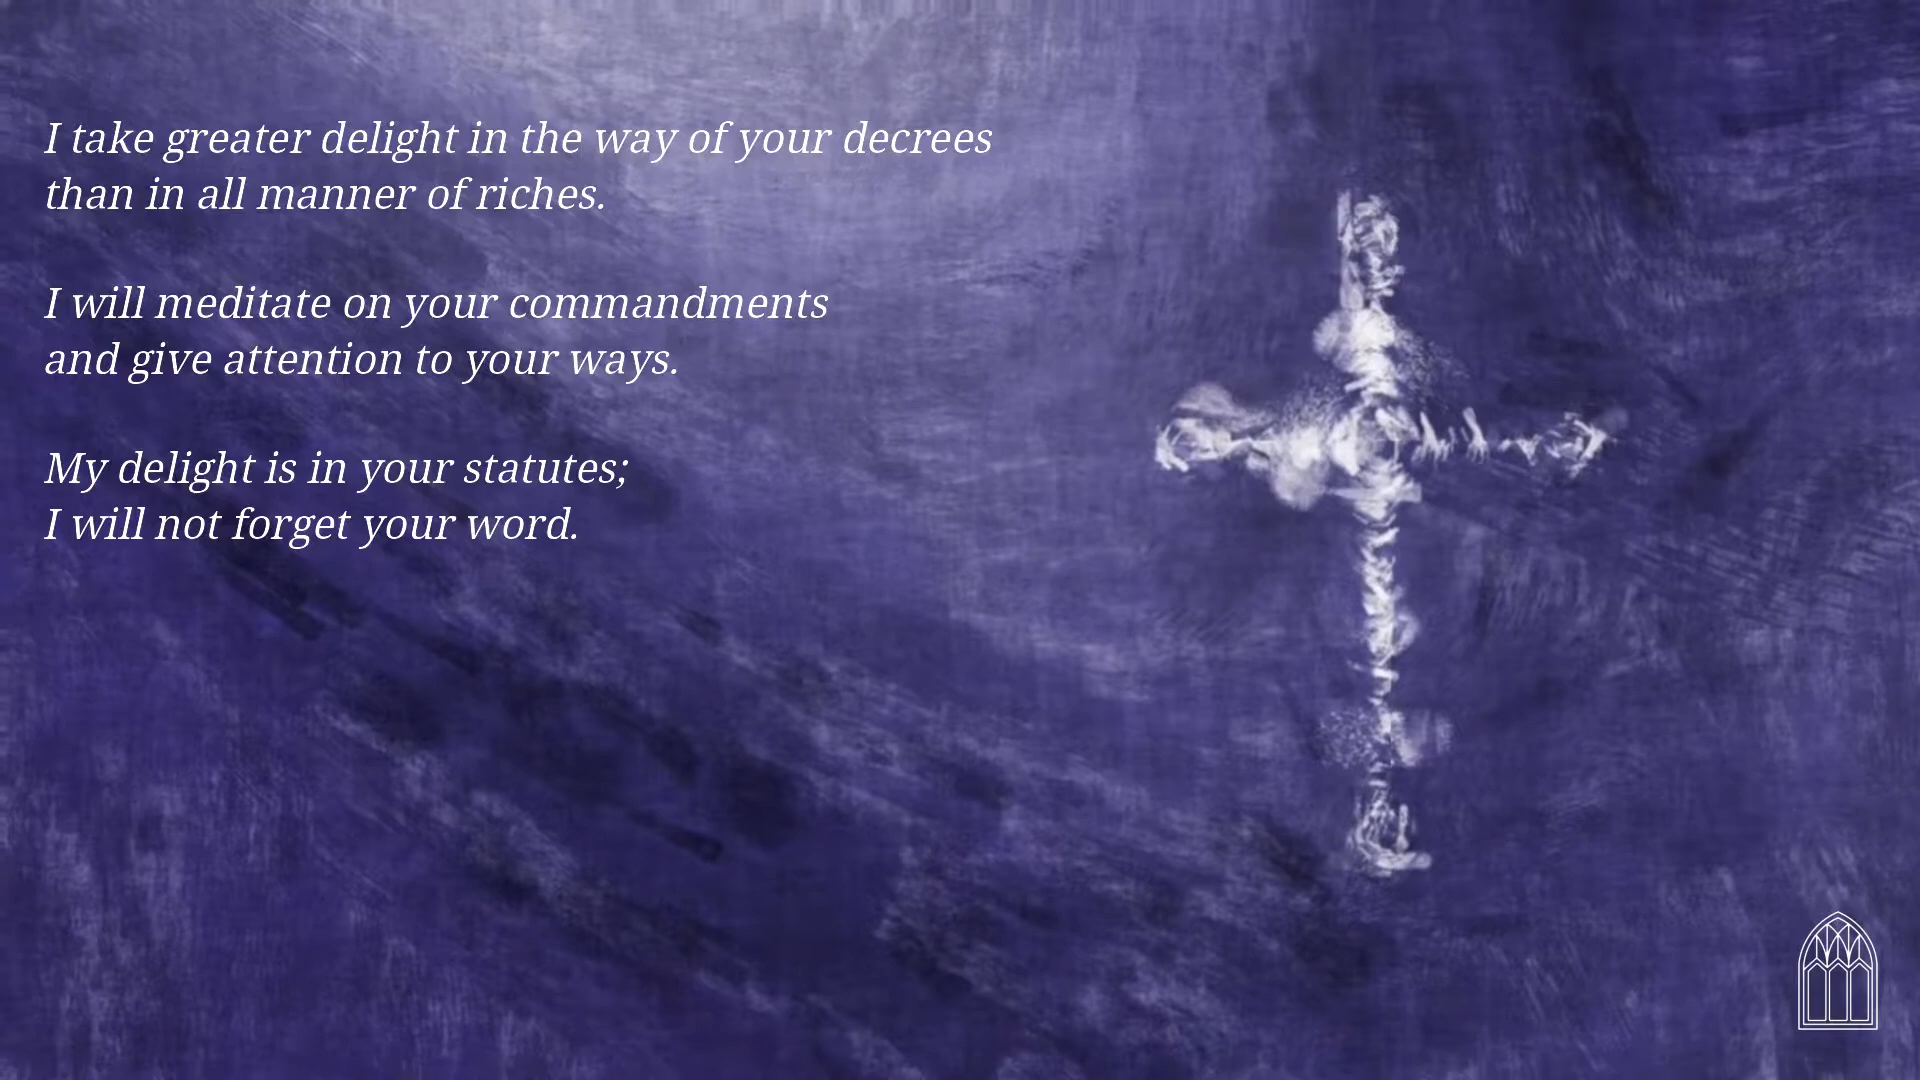 I take greater delight in the way of your decrees
than in all manner of riches.
I will meditate on your commandments
and give attention to your ways.
My delight is in your statutes;
I will not forget your word.